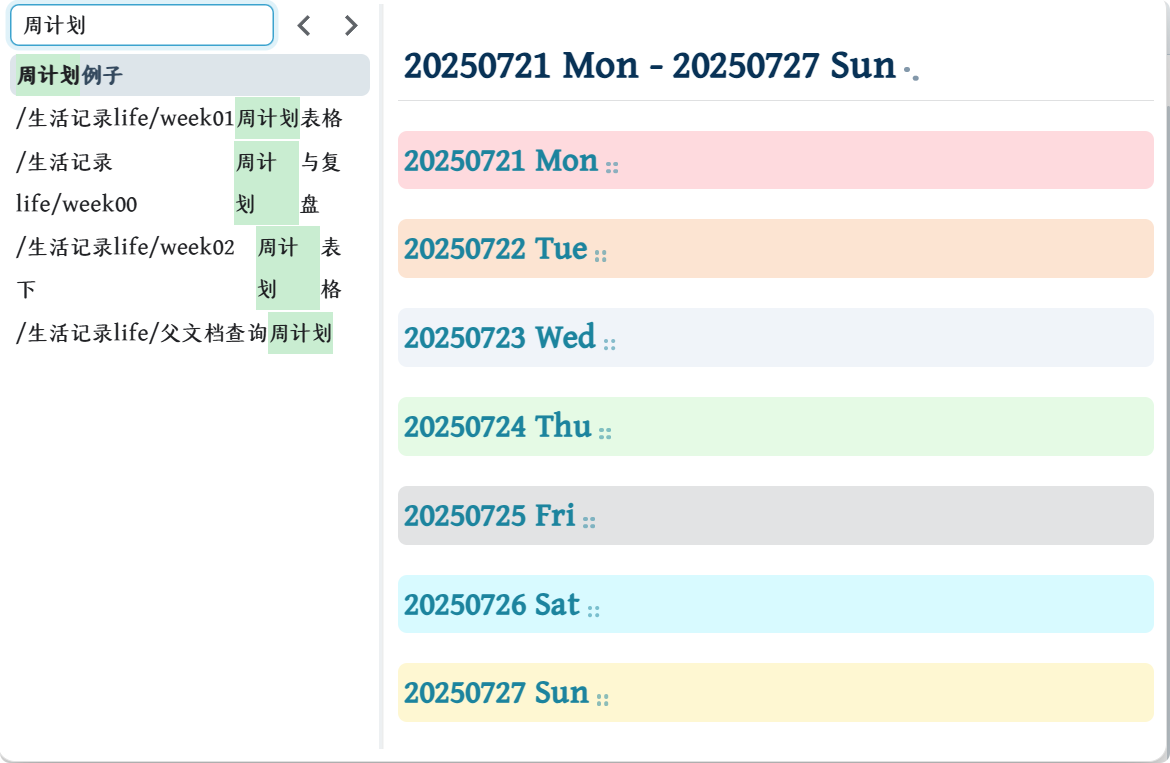 周计划
周计划例子
/生活记录life/week01周计划表格
/生活记录life/week00周计划与复盘
/生活记录life/week02下周计划表格
/生活记录life/父文档查询周计划
20250721 Mon - 20250727 Sun
20250721 Mon
20250722 Tue
20250723 Wed
20250724 Thu
20250725 Fri
20250726 Sat
20250727 Sun